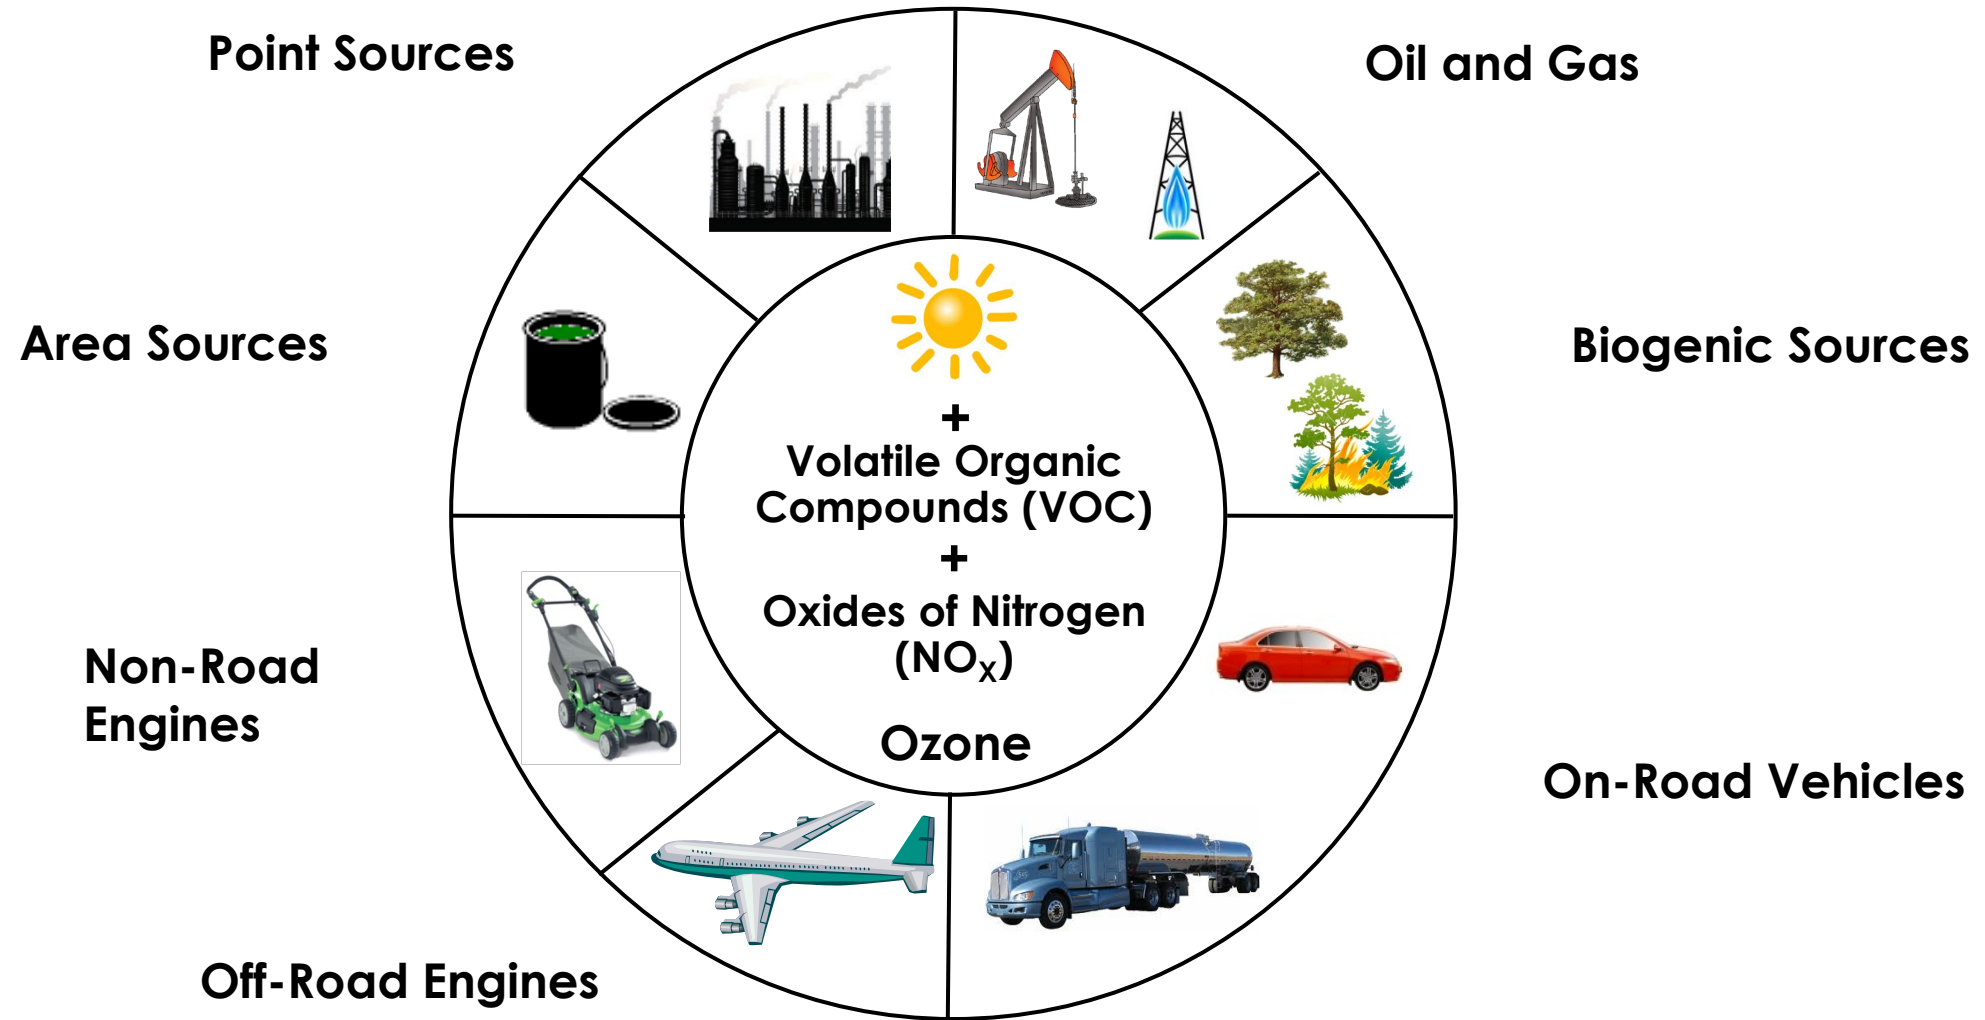 Point Sources
Oil and Gas
Area Sources
Biogenic Sources
+
Volatile Organic
Compounds (VOC)
+
Oxides of Nitrogen
(NOX)
Ozone
Non-Road
Engines
On-Road Vehicles
Off-Road Engines